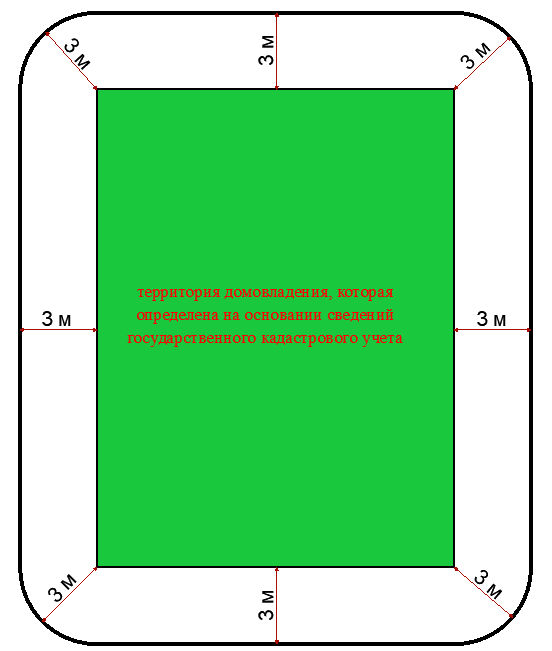 3 м
3 м
3 м
территория домовладения, которая
определена на основании сведений
государственного кадастрового учета
3 м
3 м
3 м
3 м
3 м